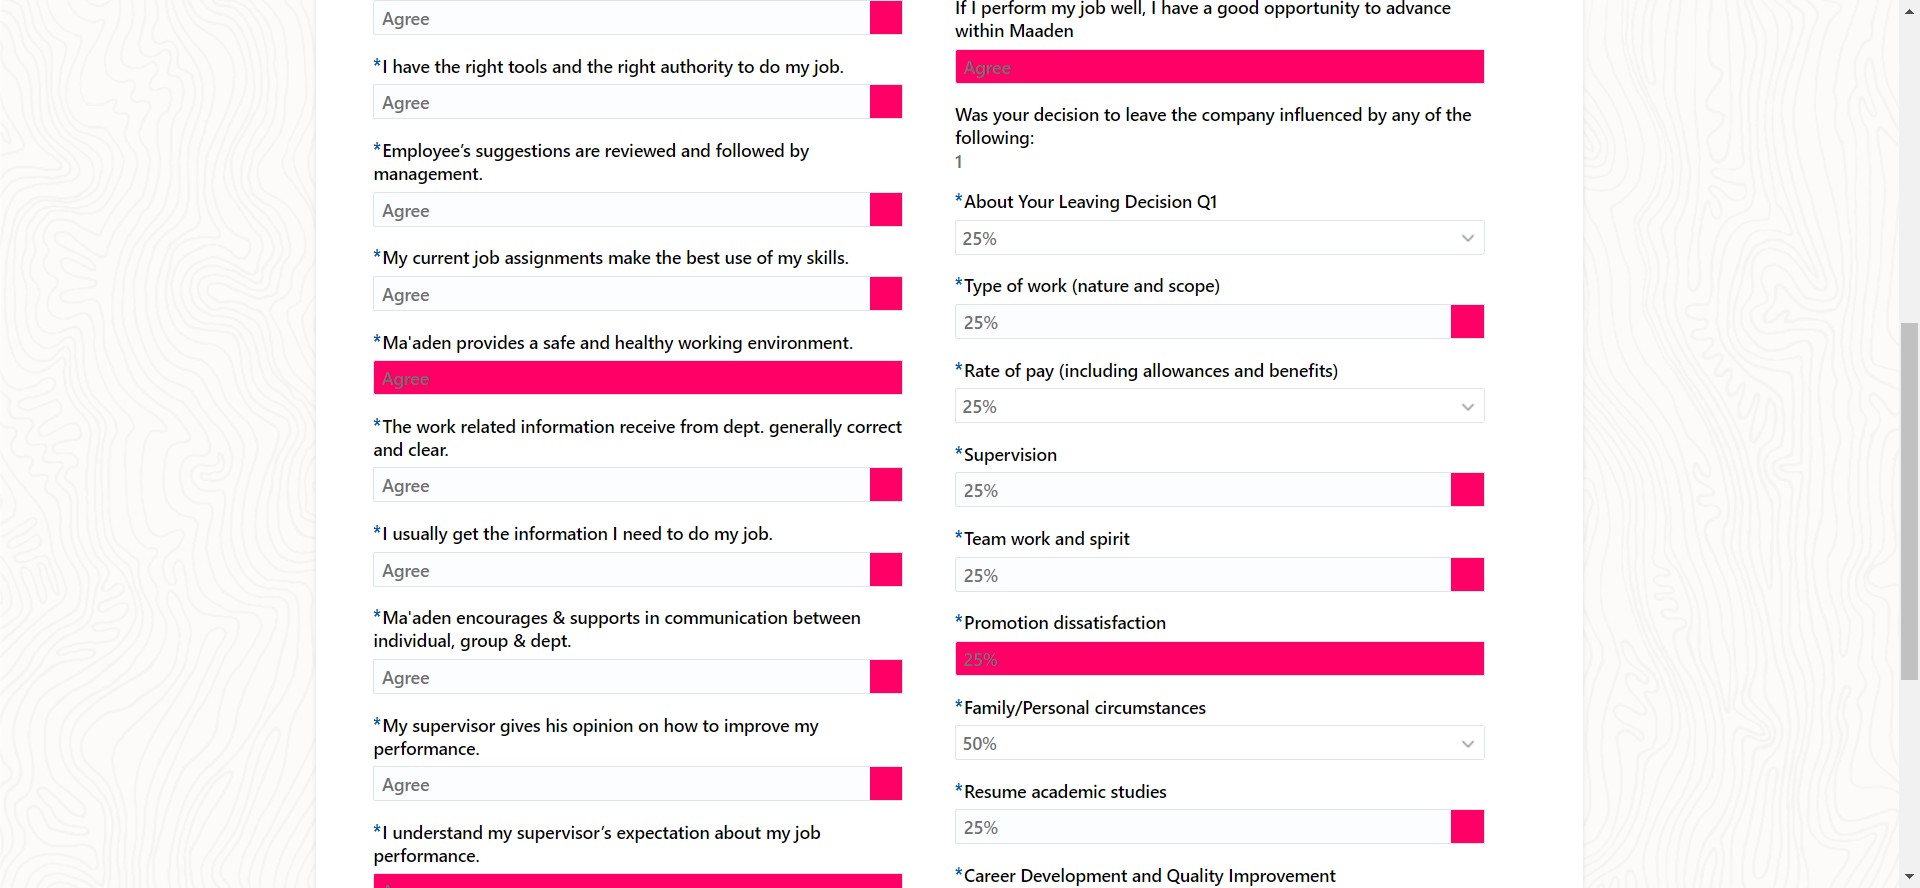 Agree
*I have the right tools and the right authority to do my job.
Agree
*Employee’s suggestions are reviewed and followed by
management.
Agree
*My current job assignments make the best use of my skills.
Agree
*Ma'aden provides a safe and healthy working environment.
Agree
*The work related information receive from dept. generally correct
and clear.
Agree
*I usually get the information I need to do my job.
Agree
*Ma'aden encourages & supports in communication between
individual, group & dept.
Agree
*My supervisor gives his opinion on how to improve my
performance.
Agree
*I understand my supervisor’s expectation about my job
performance.
If I perform my job well, I have a good opportunity to advance
within Maaden
Agree
Was your decision to leave the company influenced by any of the
following:
1
*About Your Leaving Decision Q1
25%
*Type of work (nature and scope)
25%
*Rate of pay (including allowances and benefits)
25%
*Supervision
25%
*Team work and spirit
25%
*Promotion dissatisfaction
25%
*Family/Personal circumstances
50%
*Resume academic studies
25%
*Career Development and Quality Improvement